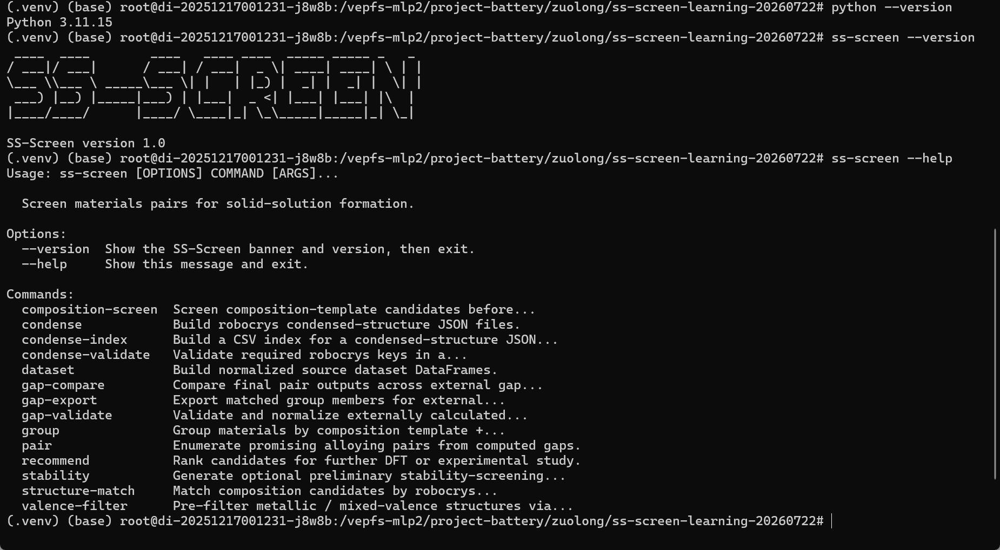 (.venv) (base) root@di-20251217001231-j8w8b:/vepfs-mlp2/project-battery/zuolong/ss-screen-learning-20260722# python --version
Python 3.11.15
(.venv) (base) root@di-20251217001231-j8w8b:/vepfs-mlp2/project-battery/zuolong/ss-screen-learning-20260722# ss-screen --version
 ____  ____        ____   ____ ____  _____ _____ _   _
/ ___|/ ___|      / ___| / ___|  _ \| ____| ____| \ | |
\___ \\___ \ _____\___ \| |   | |_) |  _| |  _| |  \| |
 ___) |__) |_____|___) | |___|  _ <| |___| |___| |\  |
|____/____/      |____/ \____|_| \_\_____|_____|_| \_|
SS-Screen version 1.0
(.venv) (base) root@di-20251217001231-j8w8b:/vepfs-mlp2/project-battery/zuolong/ss-screen-learning-20260722# ss-screen --help
Usage: ss-screen [OPTIONS] COMMAND [ARGS]...
  Screen materials pairs for solid-solution formation.
Options:
  --version  Show the SS-Screen banner and version, then exit.
  --help     Show this message and exit.
Commands:
  composition-screen  Screen composition-template candidates before...
  condense            Build robocrys condensed-structure JSON files.
  condense-index      Build a CSV index for a condensed-structure JSON...
  condense-validate   Validate required robocrys keys in a...
  dataset             Build normalized source dataset DataFrames.
  gap-compare         Compare final pair outputs across external gap...
  gap-export          Export matched group members for external...
  gap-validate        Validate and normalize externally calculated...
  group               Group materials by composition template +...
  pair                Enumerate promising alloying pairs from computed gaps.
  recommend           Rank candidates for further DFT or experimental study.
  stability           Generate optional preliminary stability-screening...
  structure-match     Match composition candidates by robocrys...
  valence-filter      Pre-filter metallic / mixed-valence structures via...
(.venv) (base) root@di-20251217001231-j8w8b:/vepfs-mlp2/project-battery/zuolong/ss-screen-learning-20260722#